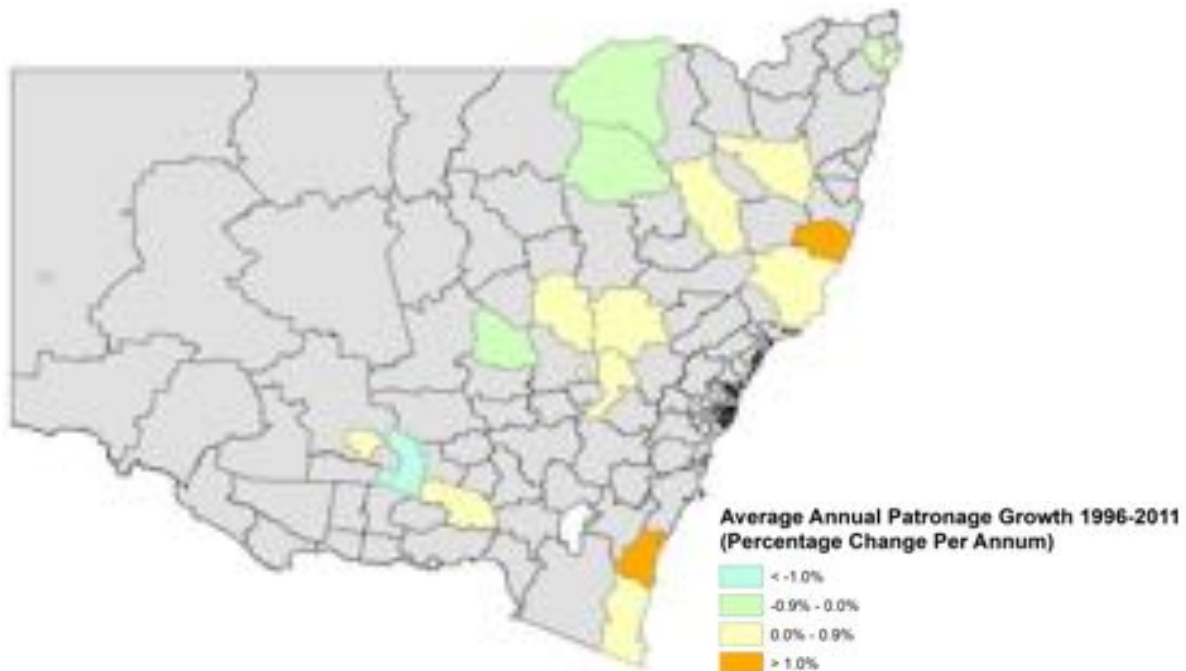 Average Annual Patronage Growth 1996-2011
(Percentage Change Per Annum)
< -1.0%
-0.9% - 0.0%
0.0% - 0.9%
> 1.0%